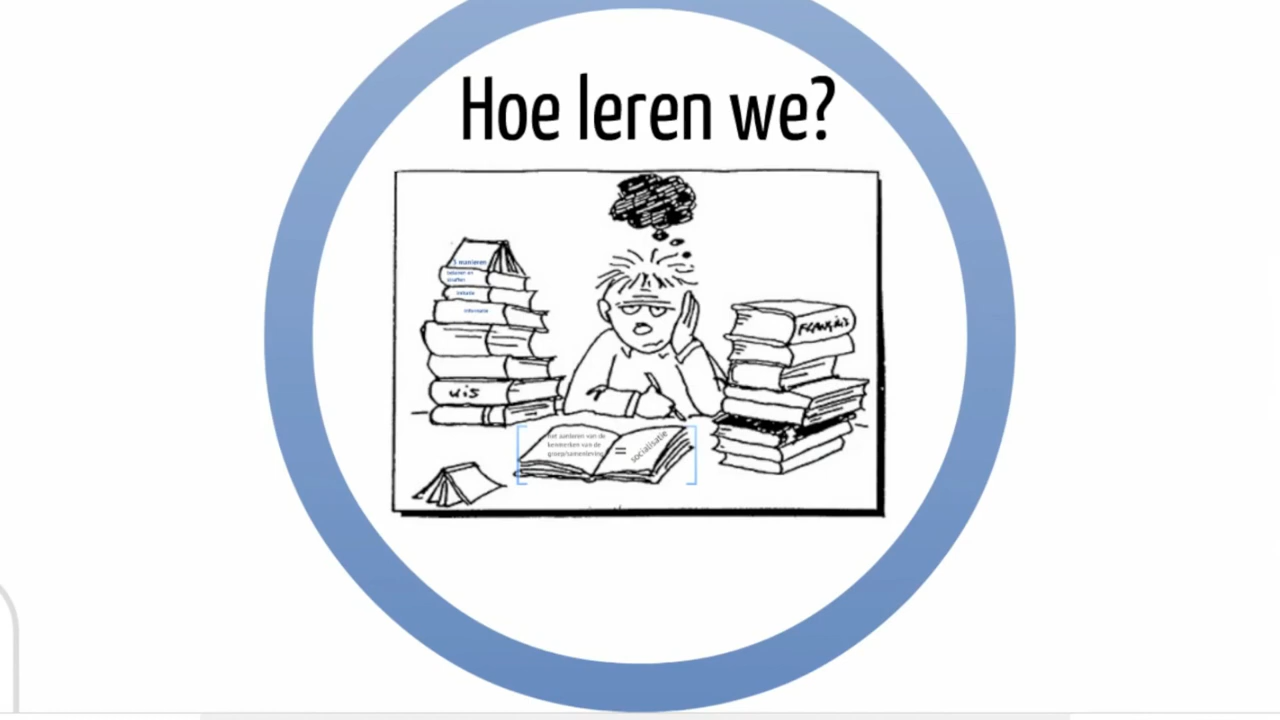 Hoe leren we?
3 manieren
belonen en
straffen
imitatie
informatie
FRANÇAIS
wis
Het aanleren van de
kenmerken van de
groep/samenleving
=
socialisatie